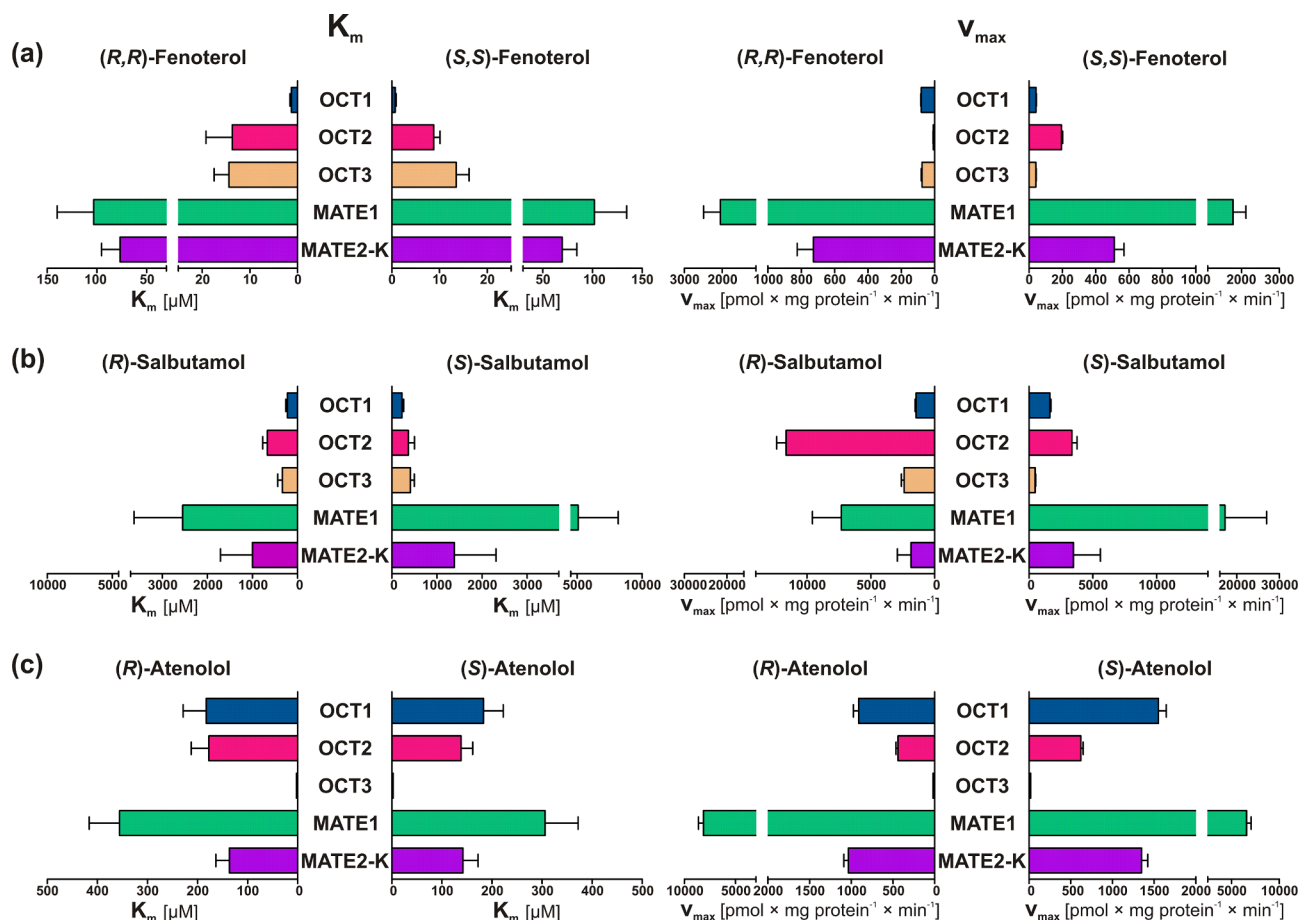 Km vmax
(a)
(R,R)-Fenoterol (S,S)-Fenoterol (R,R)-Fenoterol (S,S)-Fenoterol
OCT1 OCT1
OCT2 OCT2
OCT3 OCT3
MATE1 MATE1
MATE2-K MATE2-K
150 100 50 20 10 0 0 10 20 50 100 150 3000 2000 1000 800 600 400 200 0 0 200 400 600 800 1000 2000 3000
Km [µM] Km [µM] vmax [pmol × mg protein⁻¹ × min⁻¹] vmax [pmol × mg protein⁻¹ × min⁻¹]
(b)
(R)-Salbutamol (S)-Salbutamol (R)-Salbutamol (S)-Salbutamol
OCT1 OCT1
OCT2 OCT2
OCT3 OCT3
MATE1 MATE1
MATE2-K MATE2-K
10000 5000 3000 2000 1000 0 0 1000 2000 3000 5000 10000 30000 20000 10000 5000 0 0 5000 10000 20000 30000
Km [µM] Km [µM] vmax [pmol × mg protein⁻¹ × min⁻¹] vmax [pmol × mg protein⁻¹ × min⁻¹]
(c)
(R)-Atenolol (S)-Atenolol (R)-Atenolol (S)-Atenolol
OCT1 OCT1
OCT2 OCT2
OCT3 OCT3
MATE1 MATE1
MATE2-K MATE2-K
500 400 300 200 100 0 0 100 200 300 400 500 10000 5000 2000 1500 1000 500 0 0 500 1000 1500 2000 5000 10000
Km [µM] Km [µM] vmax [pmol × mg protein⁻¹ × min⁻¹] vmax [pmol × mg protein⁻¹ × min⁻¹]